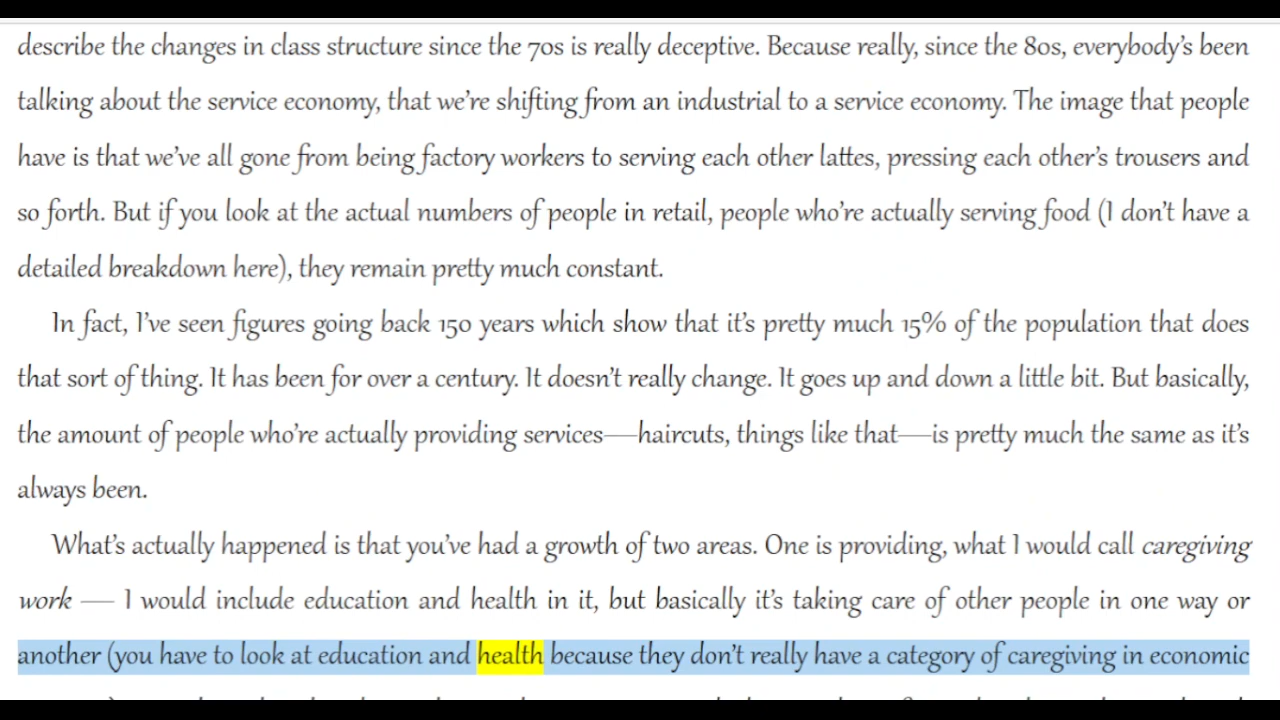 describe the changes in class structure since the 70s is really deceptive. Because really, since the 80s, everybody’s been
talking about the service economy, that we’re shifting from an industrial to a service economy. The image that people
have is that we’ve all gone from being factory workers to serving each other lattes, pressing each other’s trousers and
so forth. But if you look at the actual numbers of people in retail, people who’re actually serving food (I don’t have a
detailed breakdown here), they remain pretty much constant.
In fact, I’ve seen figures going back 150 years which show that it’s pretty much 15% of the population that does
that sort of thing. It has been for over a century. It doesn’t really change. It goes up and down a little bit. But basically,
the amount of people who’re actually providing services—haircuts, things like that—is pretty much the same as it’s
always been.
What’s actually happened is that you’ve had a growth of two areas. One is providing, what I would call caregiving
work — I would include education and health in it, but basically it’s taking care of other people in one way or
another (you have to look at education and health because they don’t really have a category of caregiving in economic